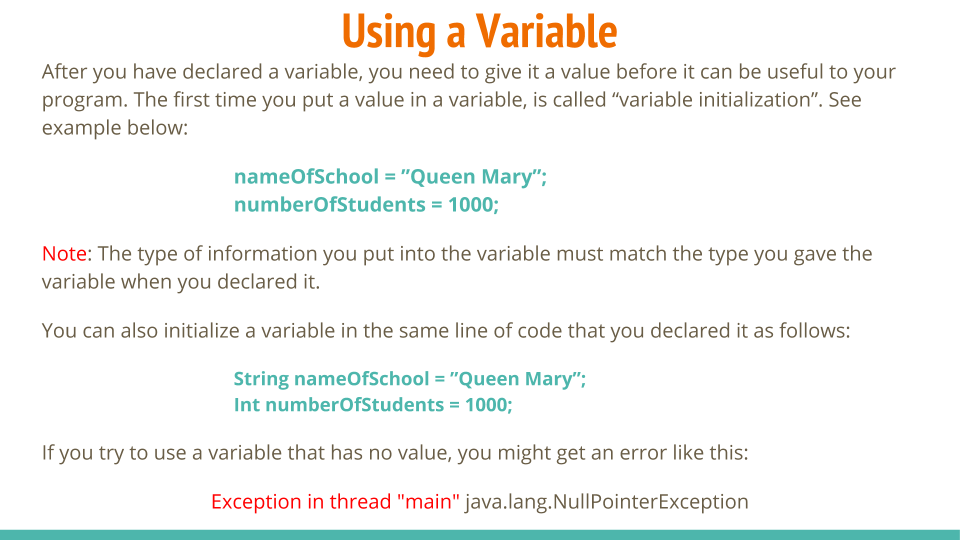 Using a Variable
After you have declared a variable, you need to give it a value before it can be useful to your
program. The first time you put a value in a variable, is called “variable initialization”. See
example below:
nameOfSchool = ”Queen Mary”;
numberOfStudents = 1000;
Note: The type of information you put into the variable must match the type you gave the
variable when you declared it.
You can also initialize a variable in the same line of code that you declared it as follows:
String nameOfSchool = ”Queen Mary”;
Int numberOfStudents = 1000;
If you try to use a variable that has no value, you might get an error like this:
Exception in thread "main" java.lang.NullPointerException